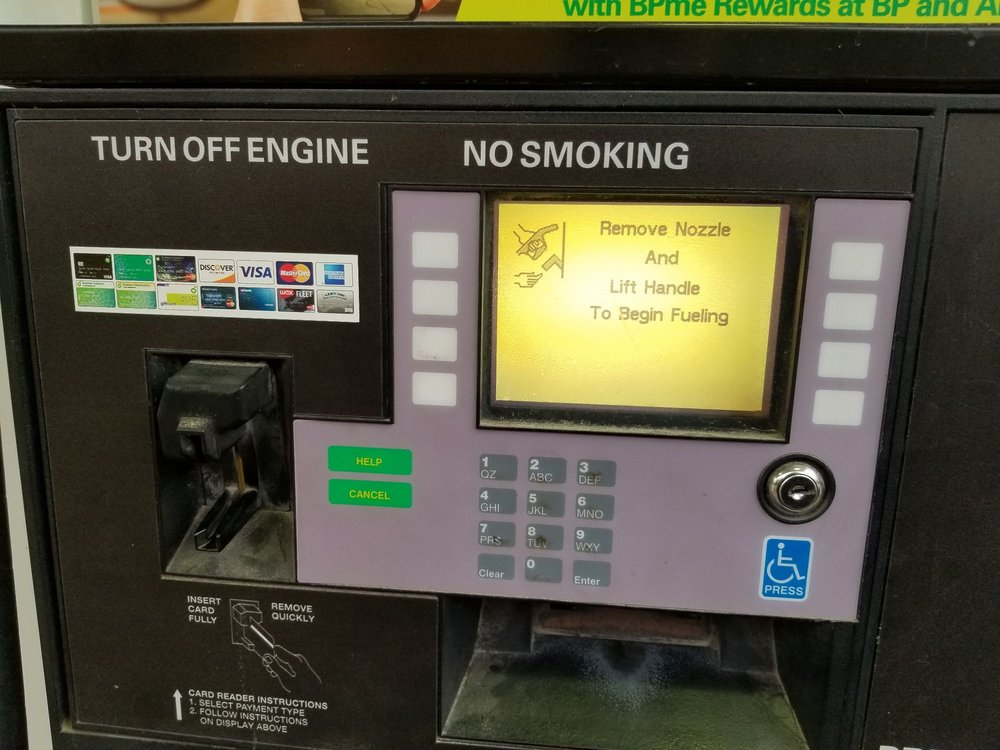 with BPme Rewards at BP and A
TURN OFF ENGINE
NO SMOKING
DISCOVER
VISA
MasterCard
WEX FLEET
Remove Nozzle
And
Lift Handle
To Begin Fueling
HELP
CANCEL
1 QZ
2 ABC
3 DEF
4 GHI
5 JKL
6 MNO
7 PRS
8 TUV
9 WXY
Clear
0
Enter
PRESS
INSERT
CARD
FULLY
REMOVE
QUICKLY
CARD READER INSTRUCTIONS
1. SELECT PAYMENT TYPE
2. FOLLOW INSTRUCTIONS
ON DISPLAY ABOVE